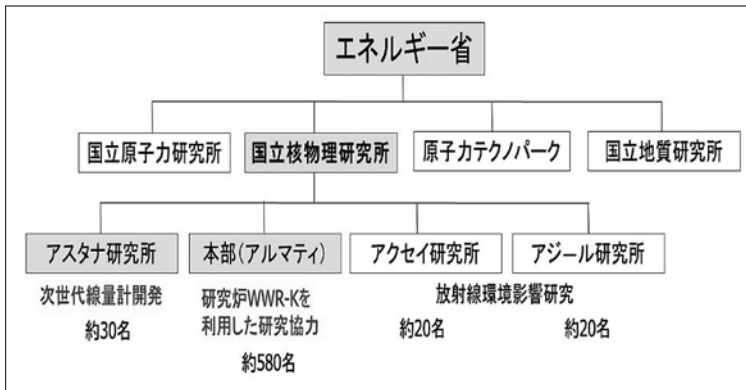 エネルギー省
国立原子力研究所
国立核物理研究所
原子力テクノパーク
国立地質研究所
アスタナ研究所
本部(アルマティ)
アクセイ研究所
アジール研究所
次世代線量計開発
研究炉WWR-Kを
利用した研究協力
放射線環境影響研究
約30名
約580名
約20名
約20名